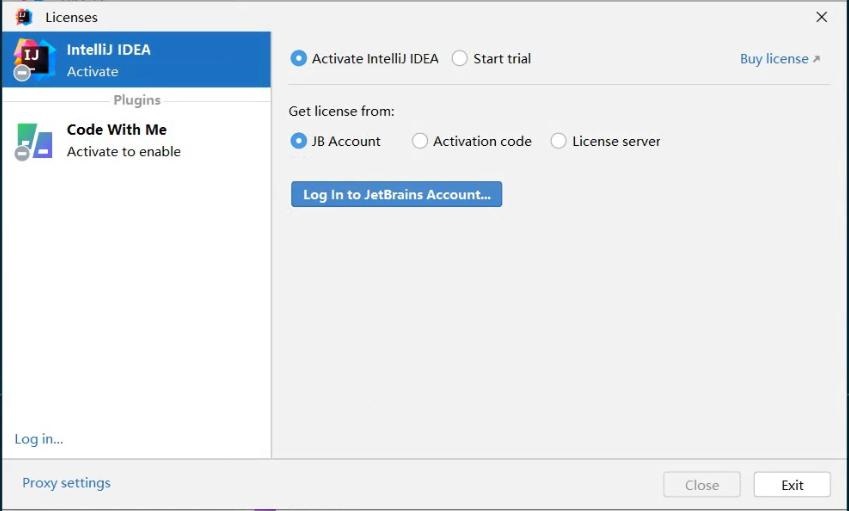 Licenses
IntelliJ IDEA
Activate
Plugins
Code With Me
Activate to enable
Log in...
Activate IntelliJ IDEA Start trial Buy license
Get license from:
JB Account Activation code License server
Log In to JetBrains Account...
Proxy settings
Close Exit
IJ